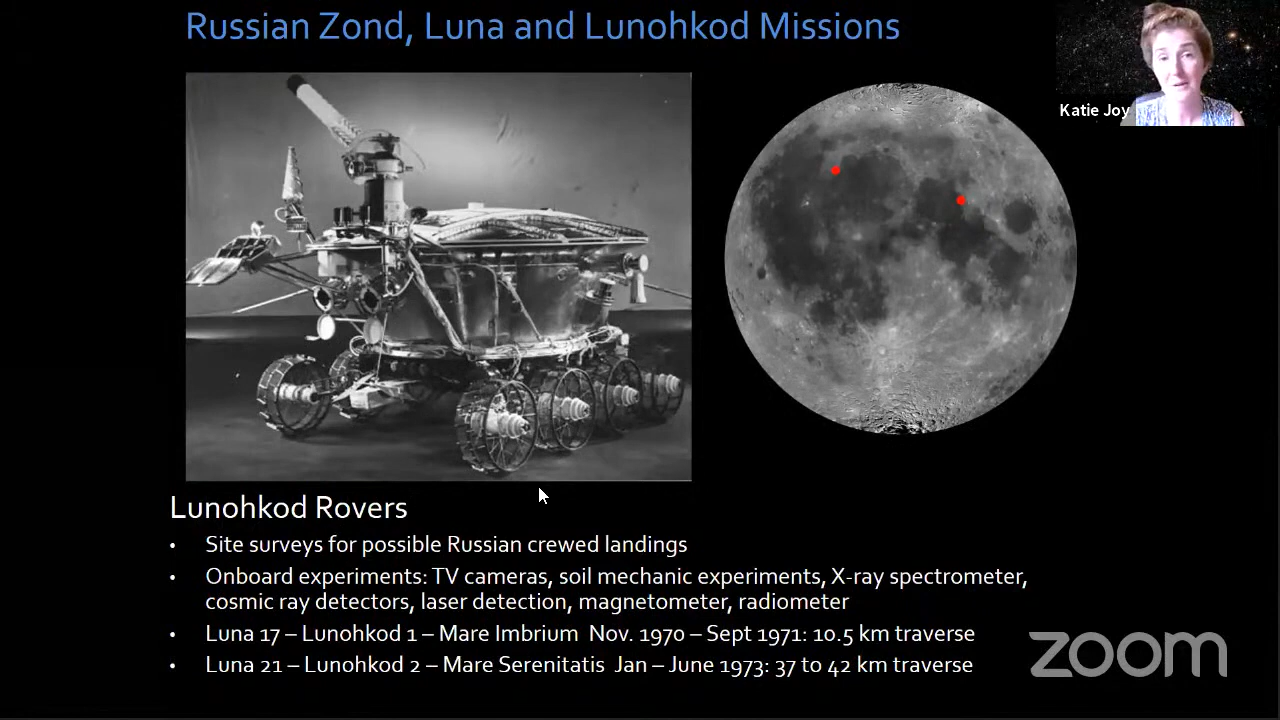 Russian Zond, Luna and Lunohkod Missions
Katie Joy
Lunohkod Rovers
• Site surveys for possible Russian crewed landings
• Onboard experiments: TV cameras, soil mechanic experiments, X-ray spectrometer,
cosmic ray detectors, laser detection, magnetometer, radiometer
• Luna 17 – Lunohkod 1 – Mare Imbrium Nov. 1970 – Sept 1971: 10.5 km traverse
• Luna 21 – Lunohkod 2 – Mare Serenitatis Jan – June 1973: 37 to 42 km traverse
zoom